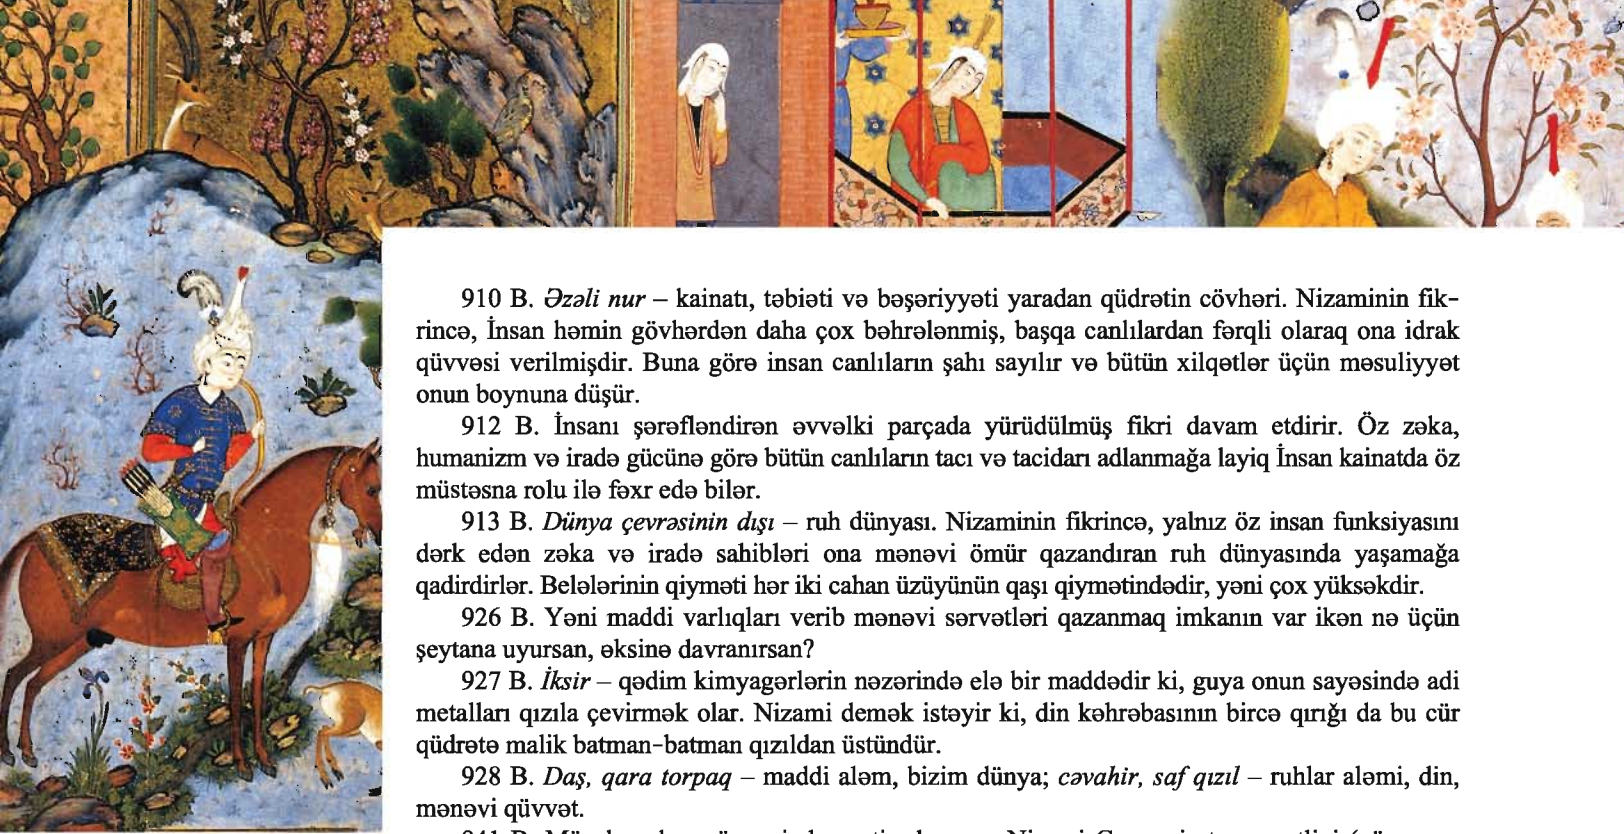 910 B. Əzəli nur – kainatı, təbiəti və bəşəriyyəti yaradan qüdrətin cövhəri. Nizaminin fik-
rincə, İnsan həmin gövhərdən daha çox bəhrələnmiş, başqa canlılardan fərqli olaraq ona idrak
qüvvəsi verilmişdir. Buna görə insan canlıların şahı sayılır və bütün xilqətlər üçün məsuliyyət
onun boynuna düşür.
912 B. İnsanı şərəfləndirən əvvəlki parçada yürüdülmüş fikri davam etdirir. Öz zəka,
humanizm və iradə gücünə görə bütün canlıların tacı və tacidarı adlanmağa layiq İnsan kainatda öz
müstəsna rolu ilə fəxr edə bilər.
913 B. Dünya çevrəsinin dışı – ruh dünyası. Nizaminin fikrincə, yalnız öz insan funksiyasını
dərk edən zəka və iradə sahibləri ona mənəvi ömür qazandıran ruh dünyasında yaşamağa
qadirdirlər. Belələrinin qiyməti hər iki cahan üzüyünün qaşı qiymətindədir, yəni çox yüksəkdir.
926 B. Yəni maddi varlıqları verib mənəvi sərvətləri qazanmaq imkanın var ikən nə üçün
şeytana uyursan, əksinə davranırsan?
927 B. İksir – qədim kimyagərlərin nəzərində elə bir maddədir ki, guya onun sayəsində adi
metalları qızıla çevirmək olar. Nizami demək istəyir ki, din kəhrəbasının bircə qırığı da bu cür
qüdrətə malik batman-batman qızıldan üstündür.
928 B. Daş, qara torpaq – maddi aləm, bizim dünya; cəvahir, saf qızıl – ruhlar aləmi, din,
mənəvi qüvvət.